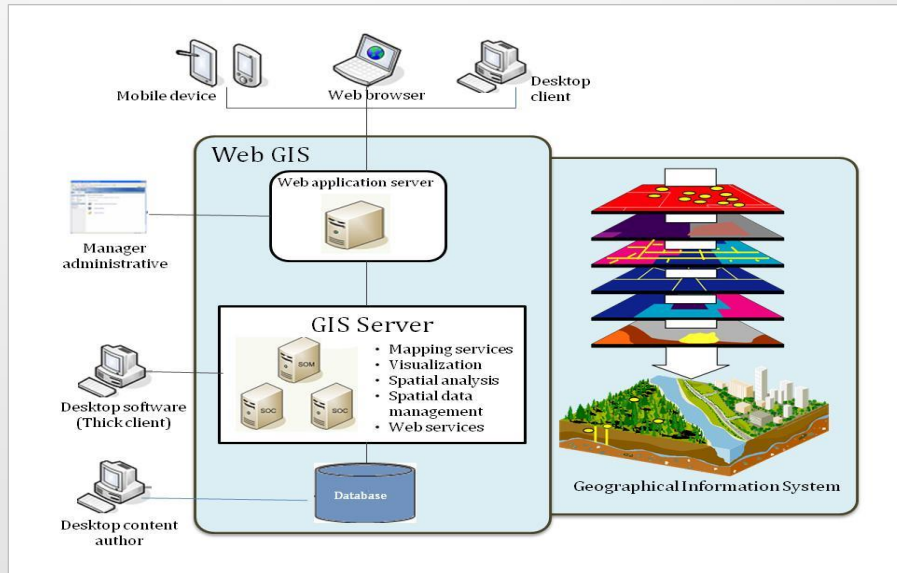 Mobile device
Web browser
Desktop
client
Web GIS
Web application server
Manager
administrative
GIS Server
SOM
SOC
SOC
• Mapping services
• Visualization
• Spatial analysis
• Spatial data
management
• Web services
Desktop software
(Thick client)
Database
Desktop content
author
Geographical Information System